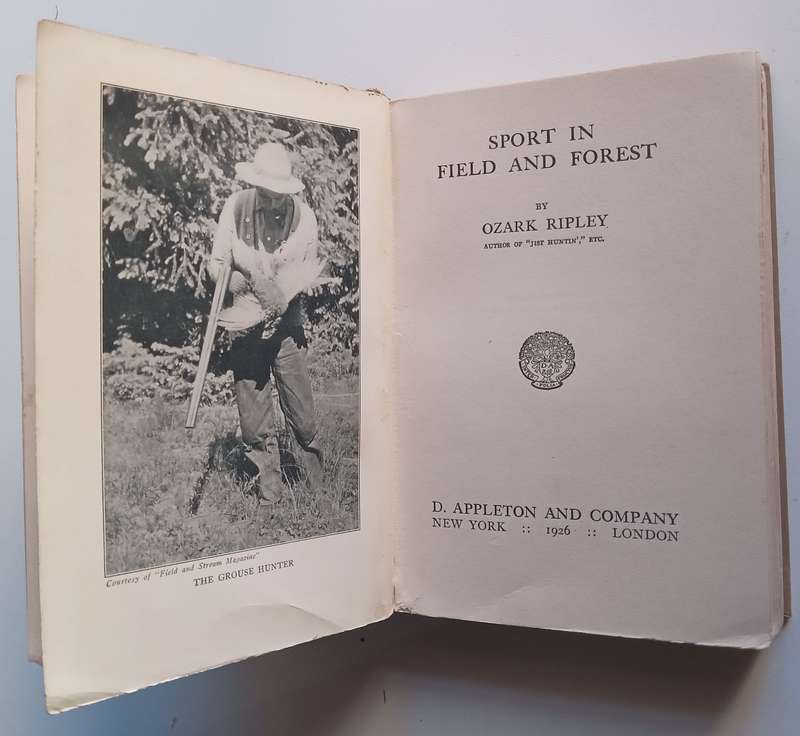 Courtesy of "Field and Stream Magazine"
THE GROUSE HUNTER
SPORT IN
FIELD AND FOREST
BY
OZARK RIPLEY
AUTHOR OF "JIST HUNTIN'," ETC.
D A
D. APPLETON AND COMPANY
NEW YORK :: 1926 :: LONDON